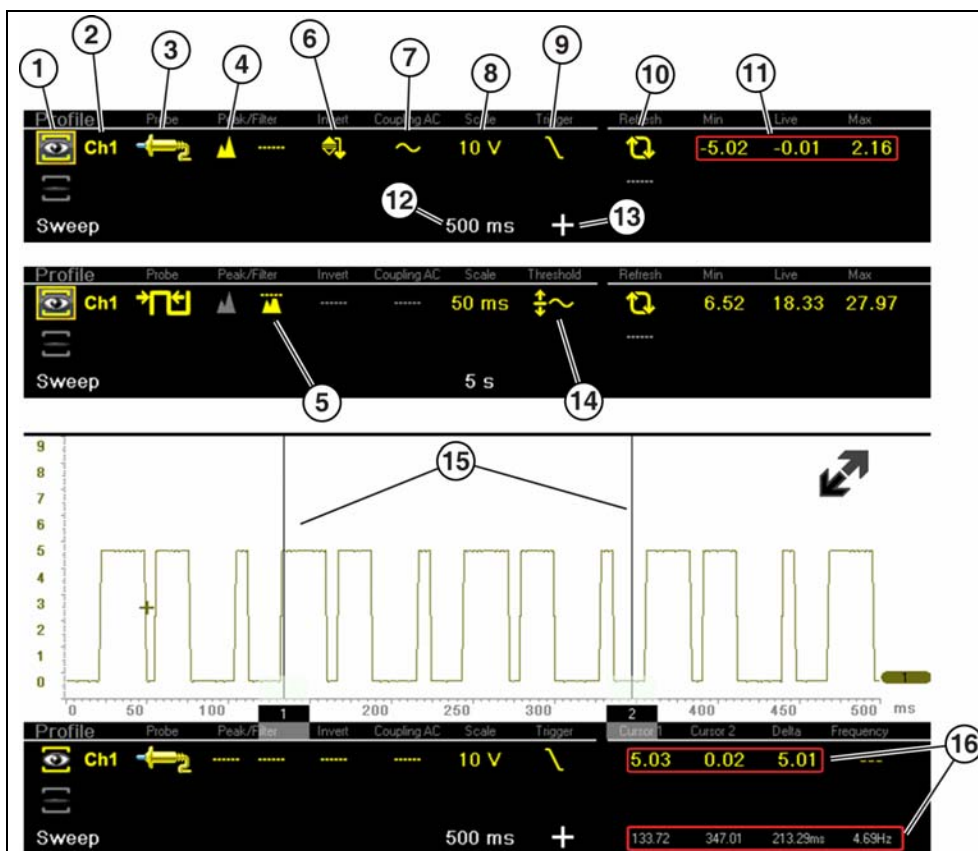 1 2 3 4 6 7 8 9 10 11
Profile Probe Peak/Filter Invert Coupling AC Scale Trigger Refresh Min Live Max
Ch1 ------ 10 V -5.02 -0.01 2.16
------
12 13
Sweep 500 ms
Profile Probe Peak/Filter Invert Coupling AC Scale Threshold Refresh Min Live Max
Ch1 ------ ------ 50 ms 6.52 18.33 27.97
------
Sweep 5 s
5 14
9
8
7
6
5
4
3
2
1
0
15
1
0 50 100 200 250 300 400 450 500 ms
1 2
Profile Probe Peak/Filter Invert Coupling AC Scale Trigger Cursor 1 Cursor 2 Delta Frequency
Ch1 ------ ------ ------ ------ 10 V 5.03 0.02 5.01 ---
16
Sweep 500 ms 133.72 347.01 213.29ms 4.69Hz